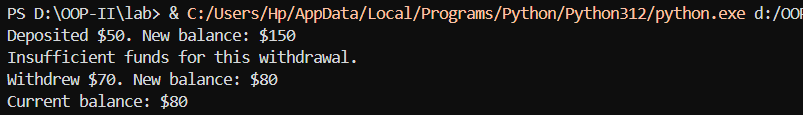 PS D:\OOP-II\lab> & C:/Users/Hp/AppData/Local/Programs/Python/Python312/python.exe d:/OO
Deposited $50. New balance: $150
Insufficient funds for this withdrawal.
Withdrew $70. New balance: $80
Current balance: $80